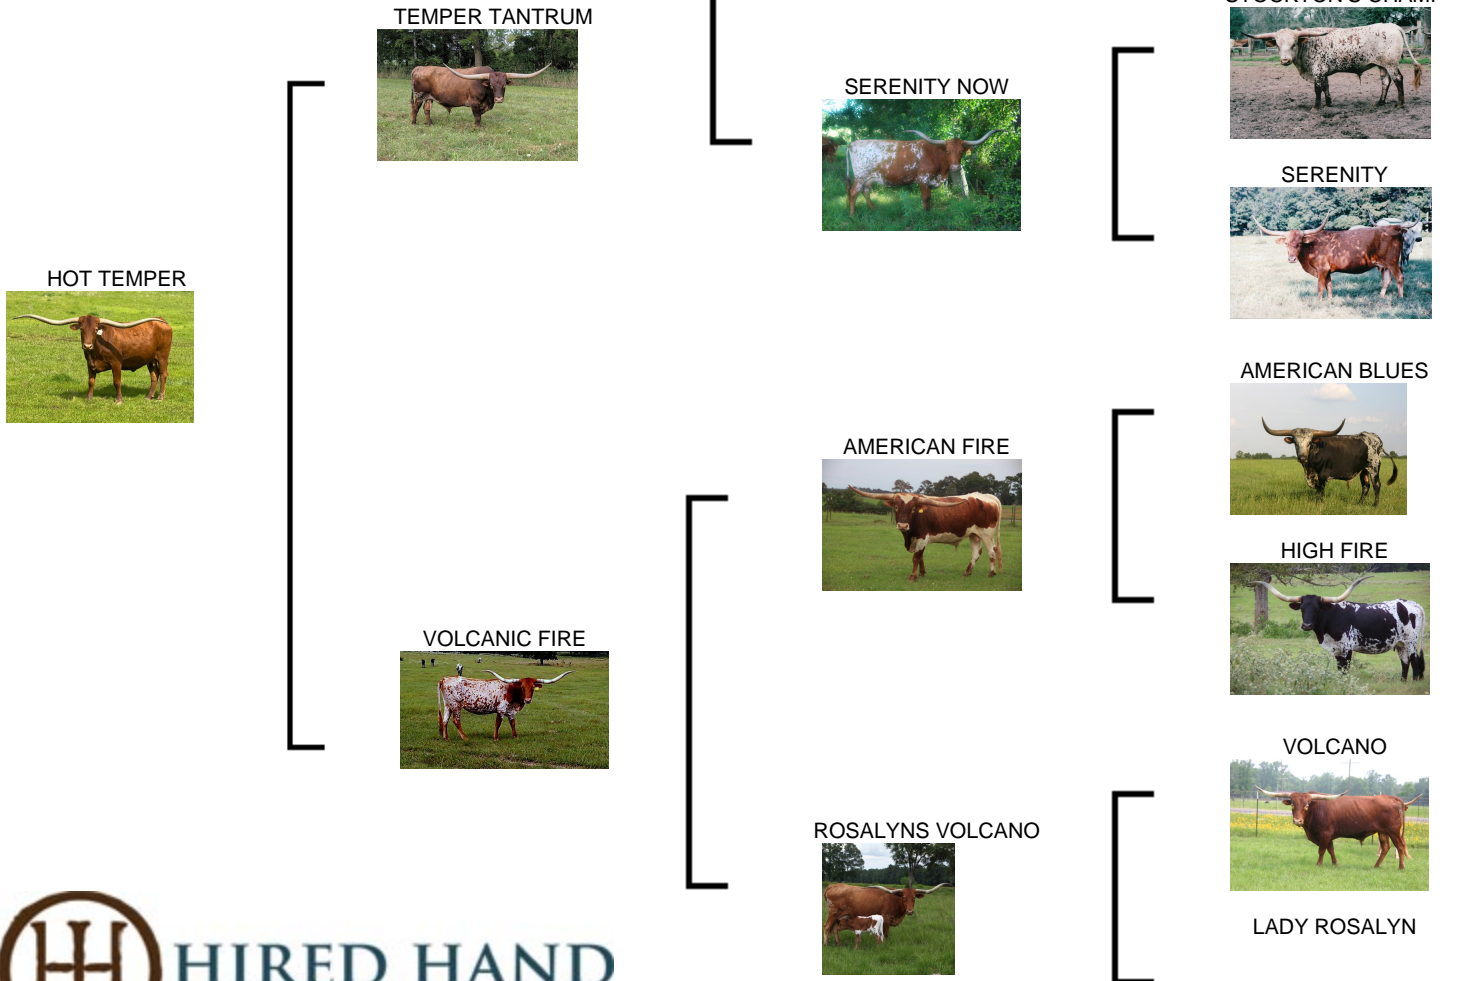 TEMPER TANTRUM
SERENITY NOW
SERENITY
HOT TEMPER
AMERICAN BLUES
AMERICAN FIRE
HIGH FIRE
VOLCANIC FIRE
VOLCANO
ROSALYNS VOLCANO
LADY ROSALYN
HIRED HAND